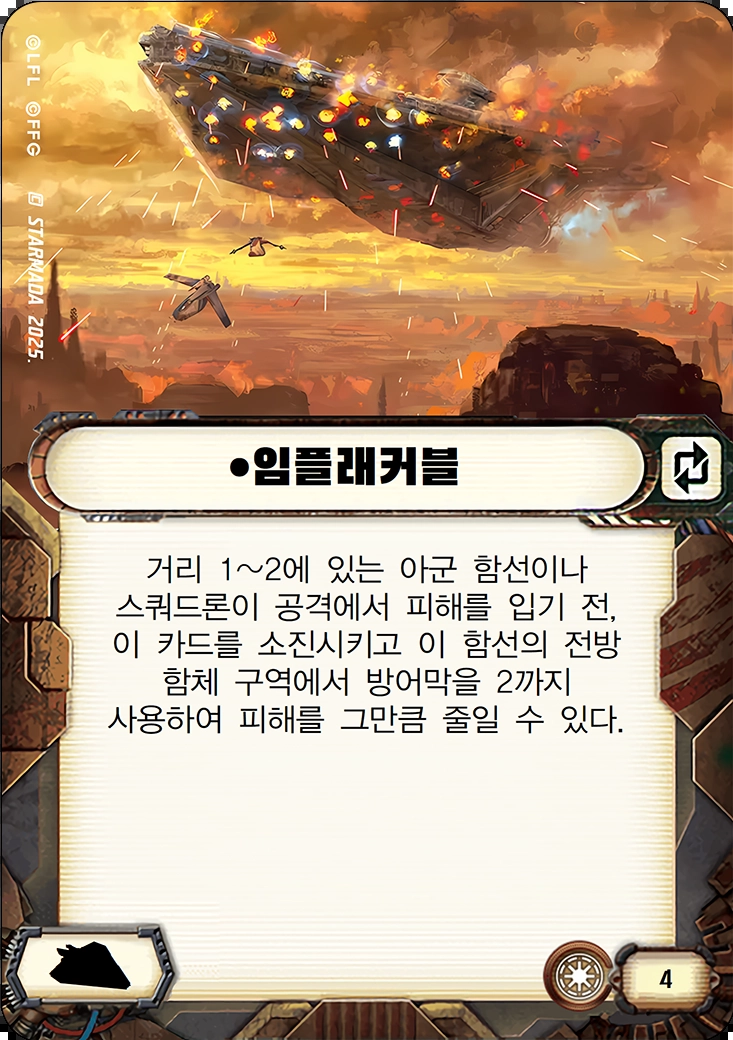 ©LFL ©FFG
C STARMADA 2025.
•임플래커블
거리 1~2에 있는 아군 함선이나
스쿼드론이 공격에서 피해를 입기 전,
이 카드를 소진시키고 이 함선의 전방
함체 구역에서 방어막을 2까지
사용하여 피해를 그만큼 줄일 수 있다.
4